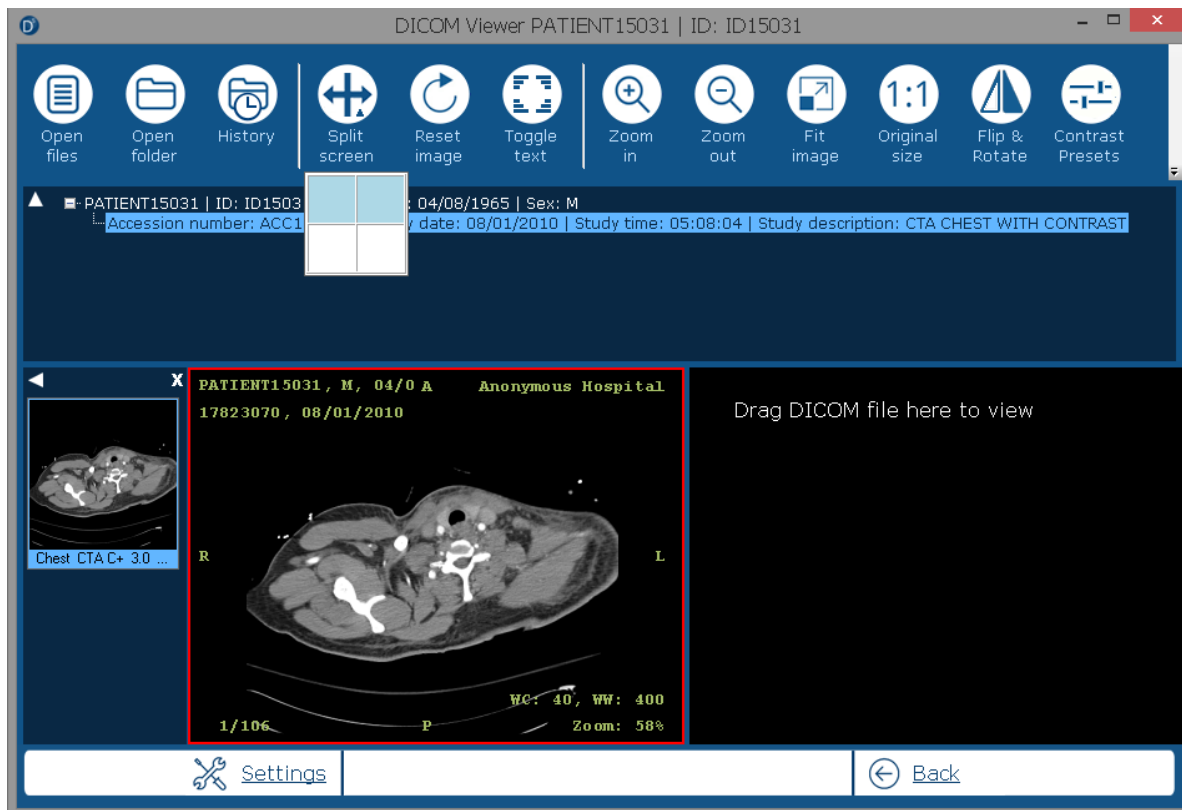 DICOM Viewer PATIENT15031 | ID: ID15031
Open files
Open folder
History
Split screen
Reset image
Toggle text
Zoom in
Zoom out
Fit image
1:1
Original size
Flip & Rotate
Contrast Presets
PATIENT15031 | ID: ID1503 : 04/08/1965 | Sex: M
Accession number: ACC1 y date: 08/01/2010 | Study time: 05:08:04 | Study description: CTA CHEST WITH CONTRAST
X
Chest CTA C+ 3.0 ...
PATIENT15031, M, 04/0 A Anonymous Hospital
17823070, 08/01/2010
R
L
WC: 40, WW: 400
1/106 P Zoom: 58%
Drag DICOM file here to view
Settings
Back